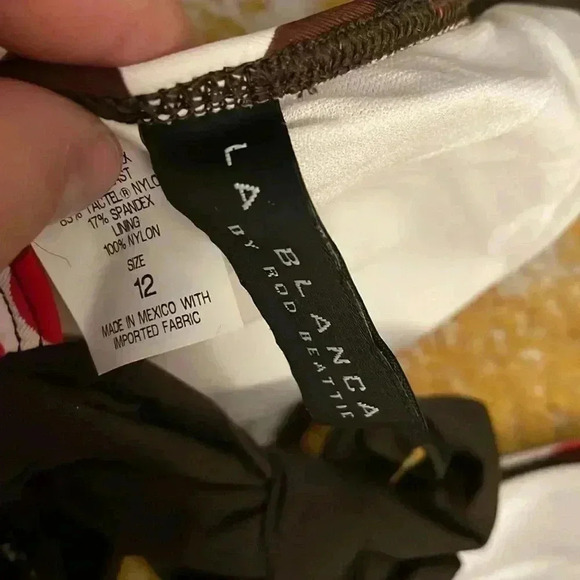 TACTEL® NYLO
17% SPANDEX
LINING
100% NYLON
SIZE
12
MADE IN MEXICO WITH
IMPORTED FABRIC
LA BLANCA
BY ROD BEATTIE